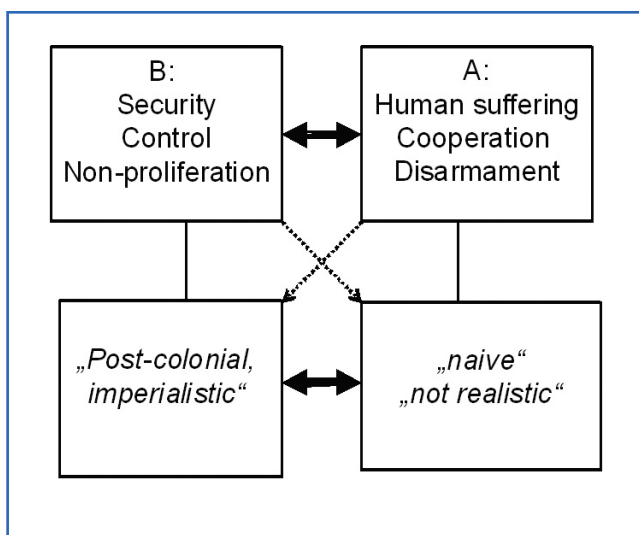 B:
Security
Control
Non-proliferation
A:
Human suffering
Cooperation
Disarmament
„Post-colonial,
imperialistic“
„naive“
„not realistic“